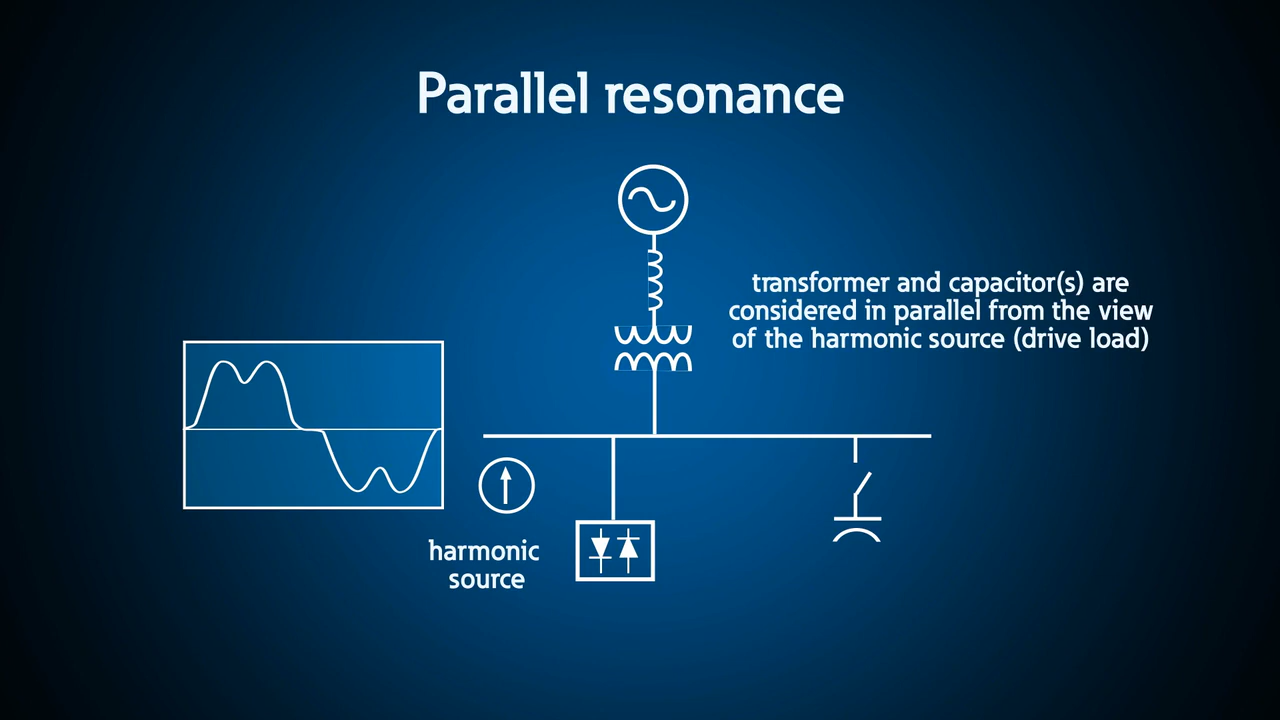 Parallel resonance
transformer and capacitor(s) are
considered in parallel from the view
of the harmonic source (drive load)
harmonic
source